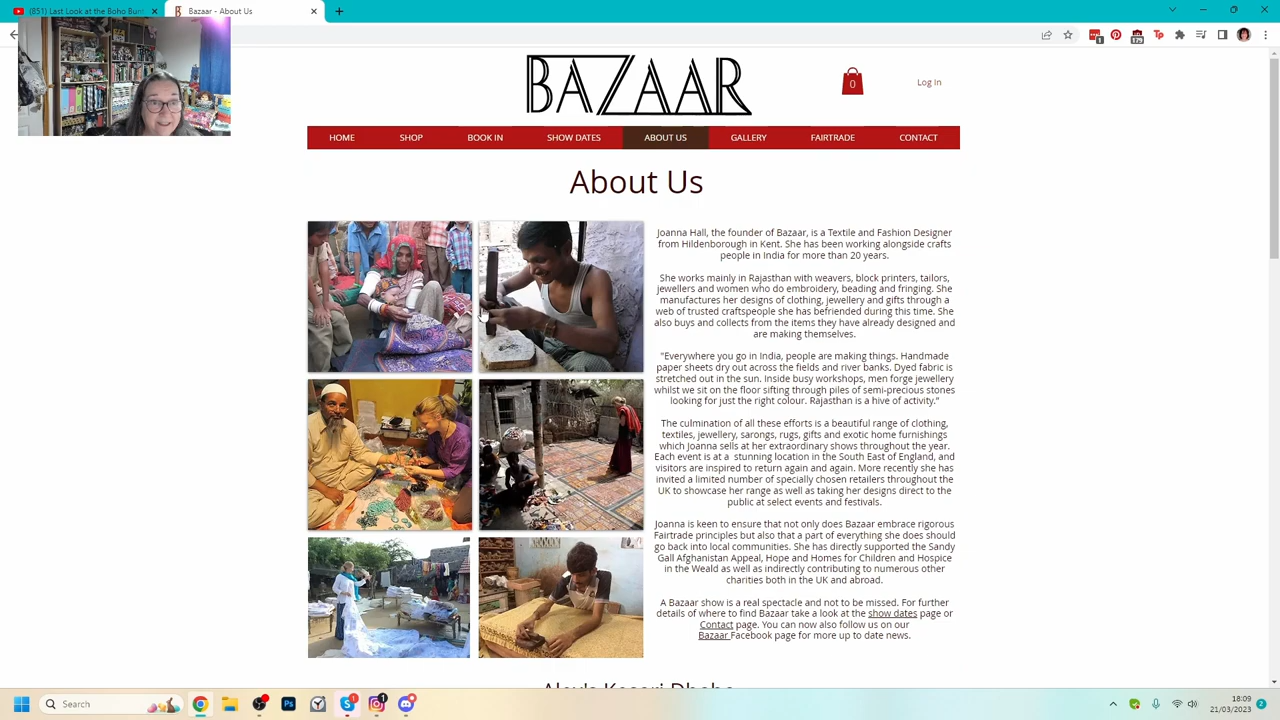 (851) Last Look at the Boho Bun
Bazaar - About Us
BAZAAR
0
Log In
HOME SHOP BOOK IN SHOW DATES ABOUT US GALLERY FAIRTRADE CONTACT
About Us
Joanna Hall, the founder of Bazaar, is a Textile and Fashion Designer
from Hildenborough in Kent. She has been working alongside crafts
people in India for more than 20 years.
She works mainly in Rajasthan with weavers, block printers, tailors,
jewellers and women who do embroidery, beading and fringing. She
manufactures her designs of clothing, jewellery and gifts through a
web of trusted craftspeople she has befriended during this time. She
also buys and collects from the items they have already designed and
are making themselves.
"Everywhere you go in India, people are making things. Handmade
paper sheets dry out across the fields and river banks. Dyed fabric is
stretched out in the sun. Inside busy workshops, men forge jewellery
whilst we sit on the floor sifting through piles of semi-precious stones
looking for just the right colour. Rajasthan is a hive of activity."
The culmination of all these efforts is a beautiful range of clothing,
textiles, jewellery, sarongs, rugs, gifts and exotic home furnishings
which Joanna sells at her extraordinary shows throughout the year.
Each event is at a stunning location in the South East of England, and
visitors are inspired to return again and again. More recently she has
invited a limited number of specially chosen retailers throughout the
UK to showcase her range as well as taking her designs direct to the
public at select events and festivals.
Joanna is keen to ensure that not only does Bazaar embrace rigorous
Fairtrade principles but also that a part of everything she does should
go back into local communities. She has directly supported the Sandy
Gall Afghanistan Appeal, Hope and Homes for Children and Hospice
in the Weald as well as indirectly contributing to numerous other
charities both in the UK and abroad.
A Bazaar show is a real spectacle and not to be missed. For further
details of where to find Bazaar take a look at the show dates page or
Contact page. You can now also follow us on our
Bazaar Facebook page for more up to date news.
Search
18:09
21/03/2023